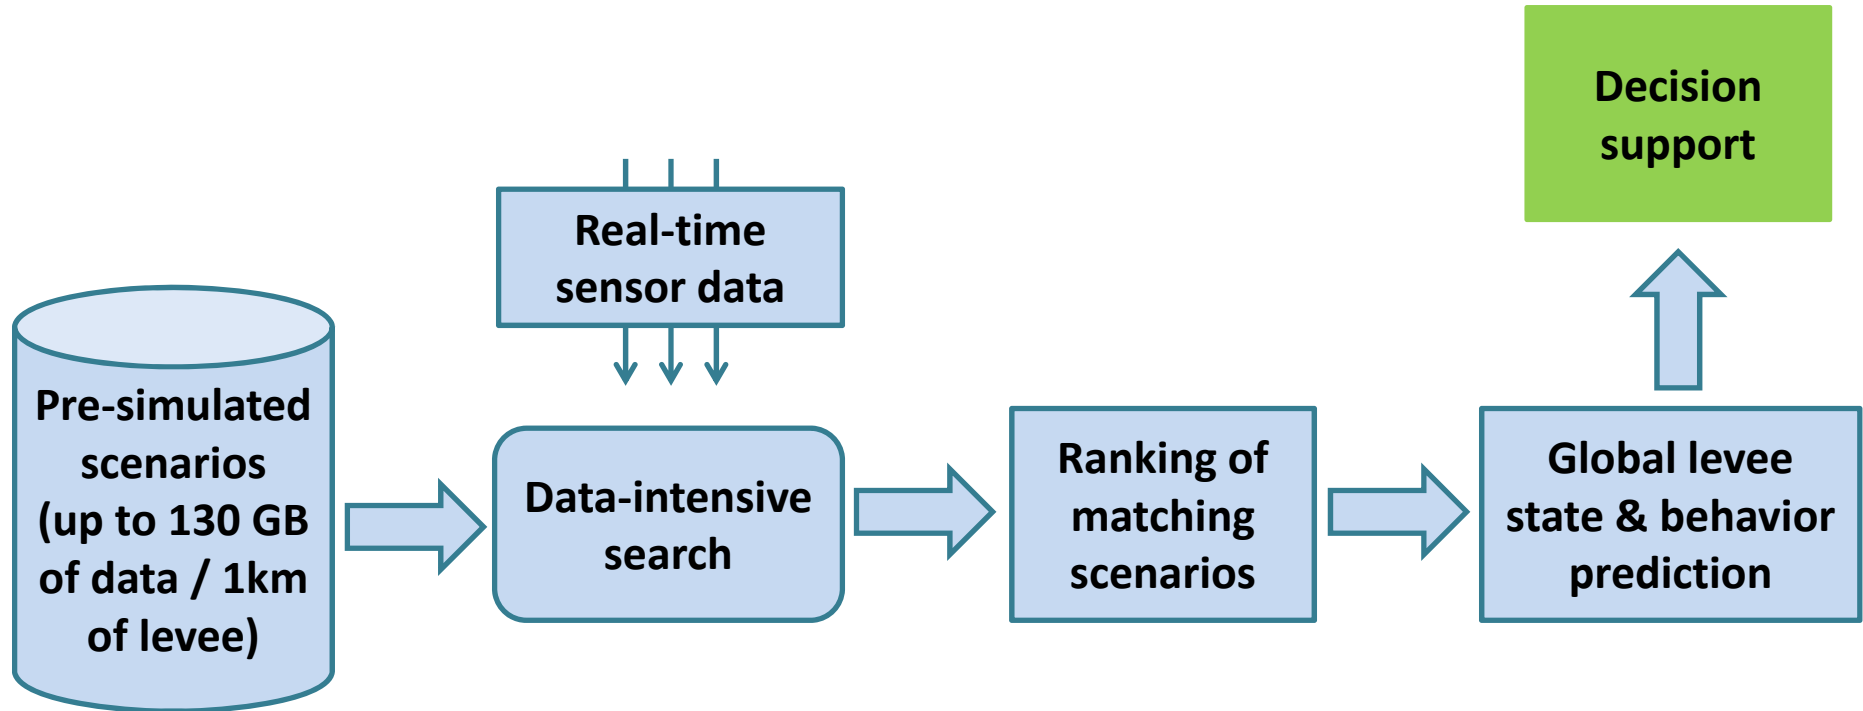 Decision
support
Real-time
sensor data
Pre-simulated
scenarios
(up to 130 GB
of data / 1km
of levee)
Data-intensive
search
Ranking of
matching
scenarios
Global levee
state & behavior
prediction